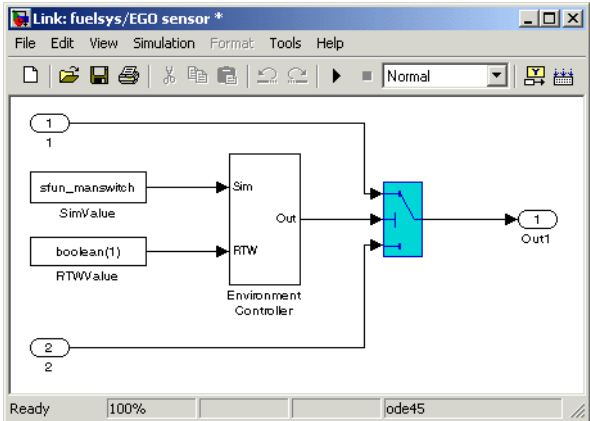 Link: fuelsys/EGO sensor *
File Edit View Simulation Format Tools Help
Normal
1
1
sfun_manswitch
SimValue
boolean(1)
RTWValue
Sim
Out
RTW
Environment
Controller
1
Out1
2
2
Ready 100% ode45